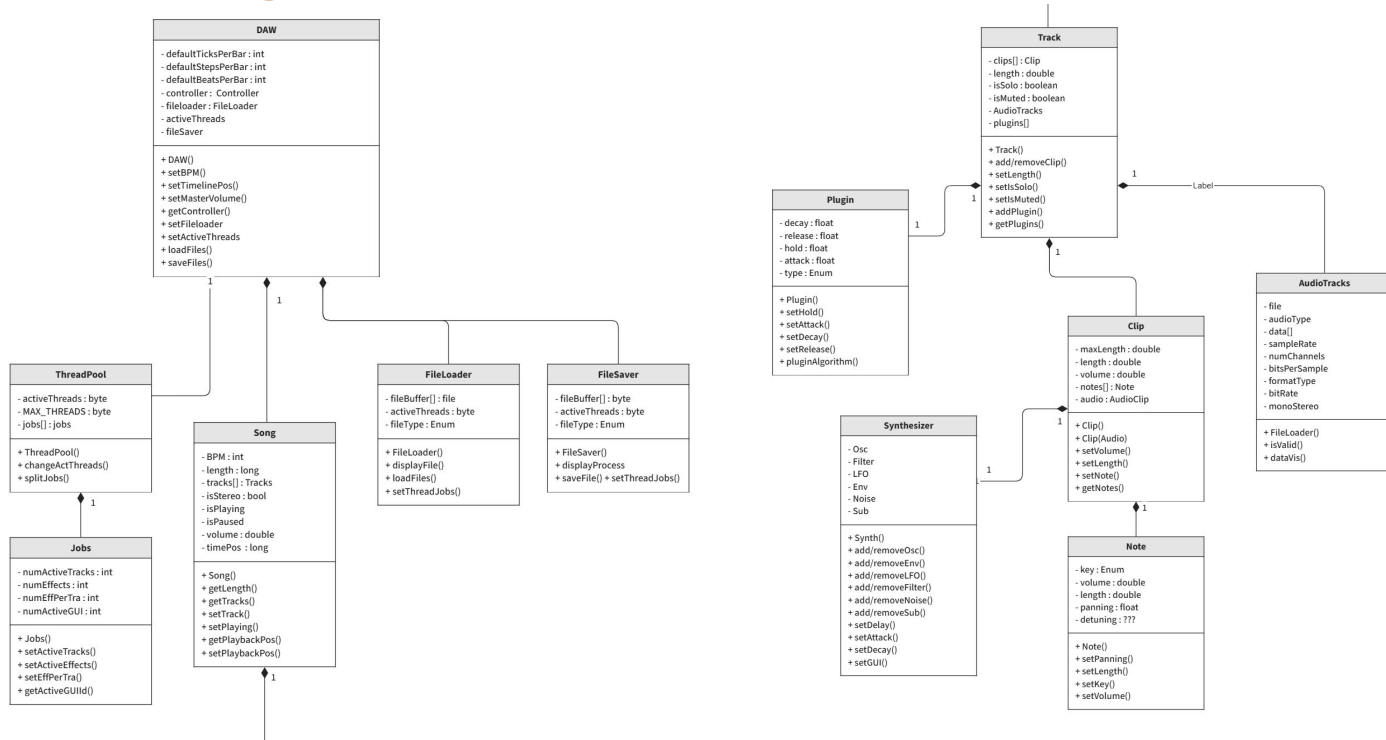 DAW
- defaultTicksPerBar : int
- defaultStepsPerBar : int
- defaultBeatsPerBar : int
- controller : Controller
- fileloader : FileLoader
- activeThreads
- fileSaver
+ DAW()
+ setBPM()
+ setTimelinePos()
+ setMasterVolume()
+ getController()
+ setFileloader
+ setActiveThreads
+ loadFiles()
+ saveFiles()
1
1
ThreadPool
- activeThreads : byte
- MAX_THREADS : byte
- jobs[] : jobs
+ ThreadPool()
+ changeActThreads()
+ splitJobs()
1
Jobs
- numActiveTracks : int
- numEffects : int
- numEffPerTra : int
- numActiveGUI : int
+ Jobs()
+ setActiveTracks()
+ setActiveEffects()
+ setEffPerTra()
+ getActiveGUIId()
Song
- BPM : int
- length : long
- tracks[] : Tracks
- isStereo : bool
- isPlaying
- isPaused
- volume : double
- timePos : long
+ Song()
+ getLength()
+ getTracks()
+ setTrack()
+ setPlaying()
+ getPlaybackPos()
+ setPlaybackPos()
1
FileLoader
- fileBuffer[] : file
- activeThreads : byte
- fileType : Enum
+ FileLoader()
+ displayFile()
+ loadFiles()
+ setThreadJobs()
FileSaver
- fileBuffer[] : byte
- activeThreads : byte
- fileType : Enum
+ FileSaver()
+ displayProcess
+ saveFile() + setThreadJobs()
Track
- clips[] : Clip
- length : double
- isSolo : boolean
- isMuted : boolean
- AudioTracks
- plugins[]
+ Track()
+ add/removeClip()
+ setLength()
+ setIsSolo()
+ setIsMuted()
+ addPlugin()
+ getPlugins()
1
Label
1
1
1
Plugin
- decay : float
- release : float
- hold : float
- attack : float
- type : Enum
+ Plugin()
+ setHold()
+ setAttack()
+ setDecay()
+ setRelease()
+ pluginAlgorithm()
AudioTracks
- file
- audioType
- data[]
- sampleRate
- numChannels
- bitsPerSample
- formatType
- bitRate
- monoStereo
+ FileLoader()
+ isValid()
+ dataVis()
Clip
- maxLength : double
- length : double
- volume : double
- notes[] : Note
- audio : AudioClip
+ Clip()
+ Clip(Audio)
+ setVolume()
+ setLength()
+ setNote()
+ getNotes()
1
1
1
Synthesizer
- Osc
- Filter
- LFO
- Env
- Noise
- Sub
+ Synth()
+ add/removeOsc()
+ add/removeEnv()
+ add/removeLFO()
+ add/removeFilter()
+ add/removeNoise()
+ add/removeSub()
+ setDelay()
+ setAttack()
+ setDecay()
+ setGUI()
Note
- key : Enum
- volume : double
- length : double
- panning : float
- detuning : ???
+ Note()
+ setPanning()
+ setLength()
+ setKey()
+ setVolume()